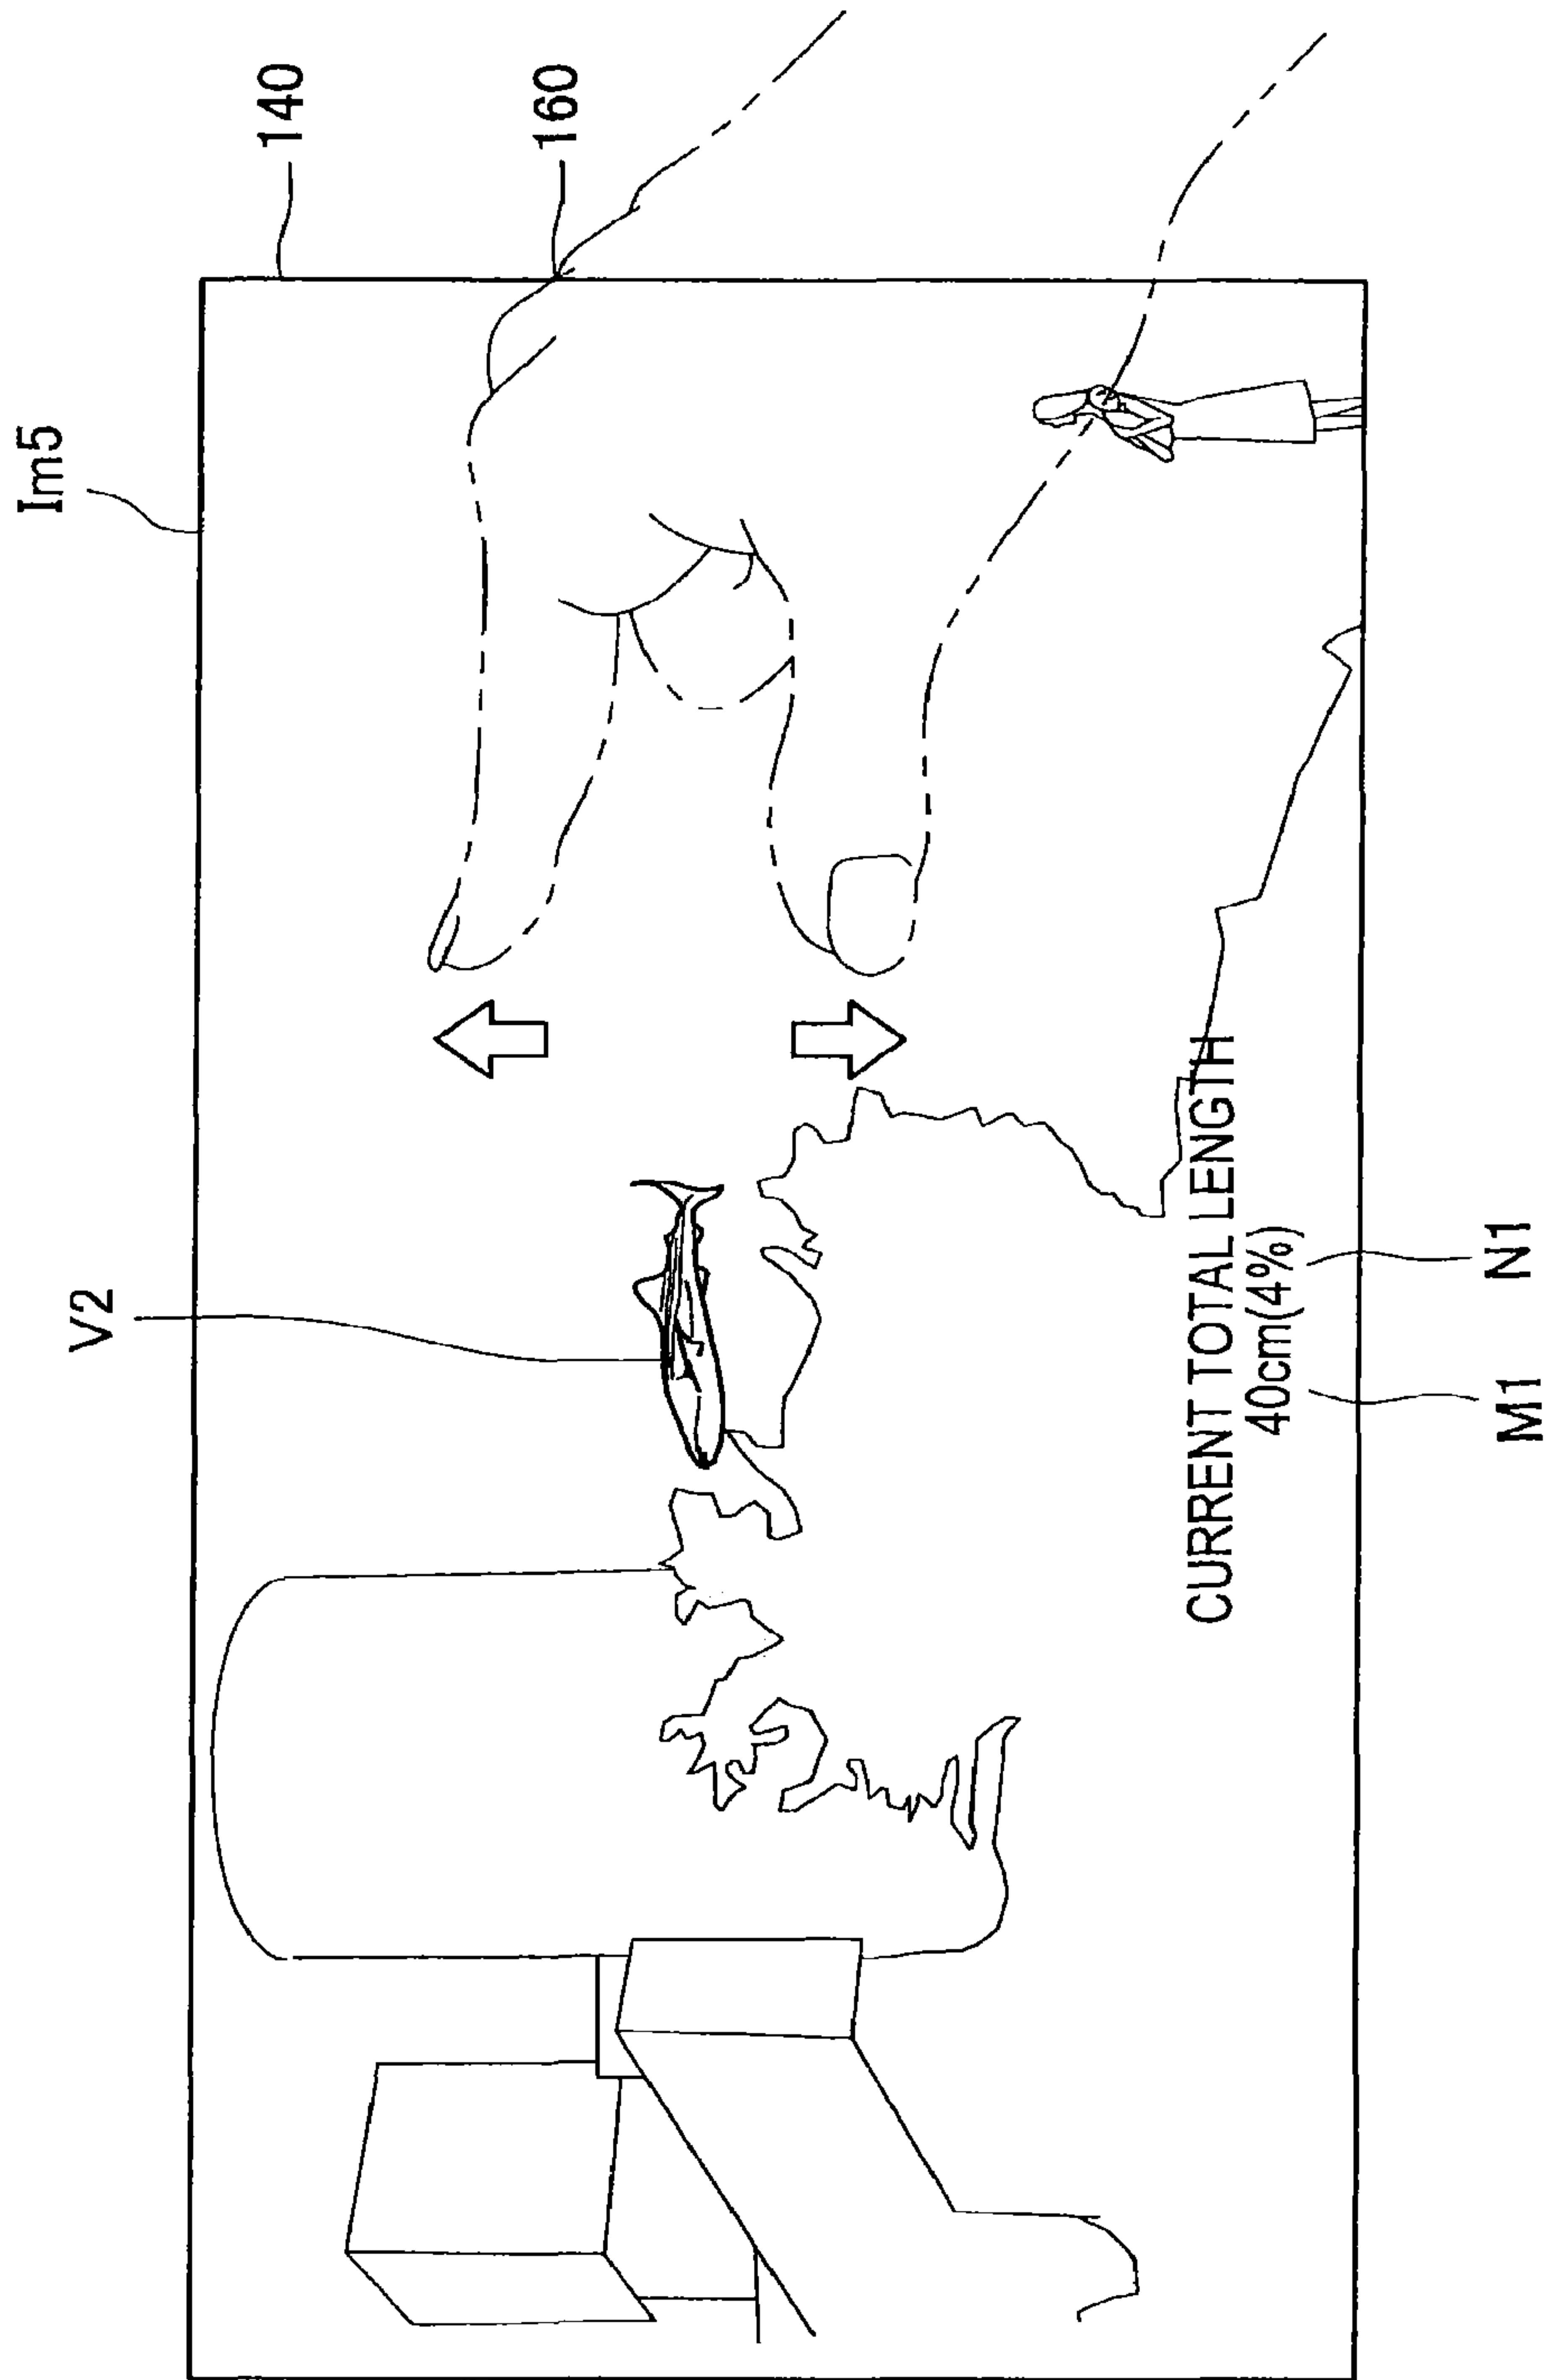 Im5
140
160
V2
CURRENT TOTAL LENGTH
40cm(4%)
M1
N1